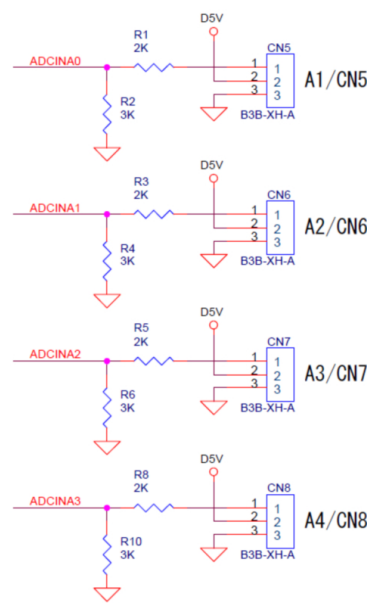 D5V
R1
2K
CN5
ADCINA0
1 1
2 2
3 3
A1/CN5
R2
3K
B3B-XH-A
D5V
R3
2K
CN6
ADCINA1
1 1
2 2
3 3
A2/CN6
R4
3K
B3B-XH-A
D5V
R5
2K
CN7
ADCINA2
1 1
2 2
3 3
A3/CN7
R6
3K
B3B-XH-A
D5V
R8
2K
CN8
ADCINA3
1 1
2 2
3 3
A4/CN8
R10
3K
B3B-XH-A